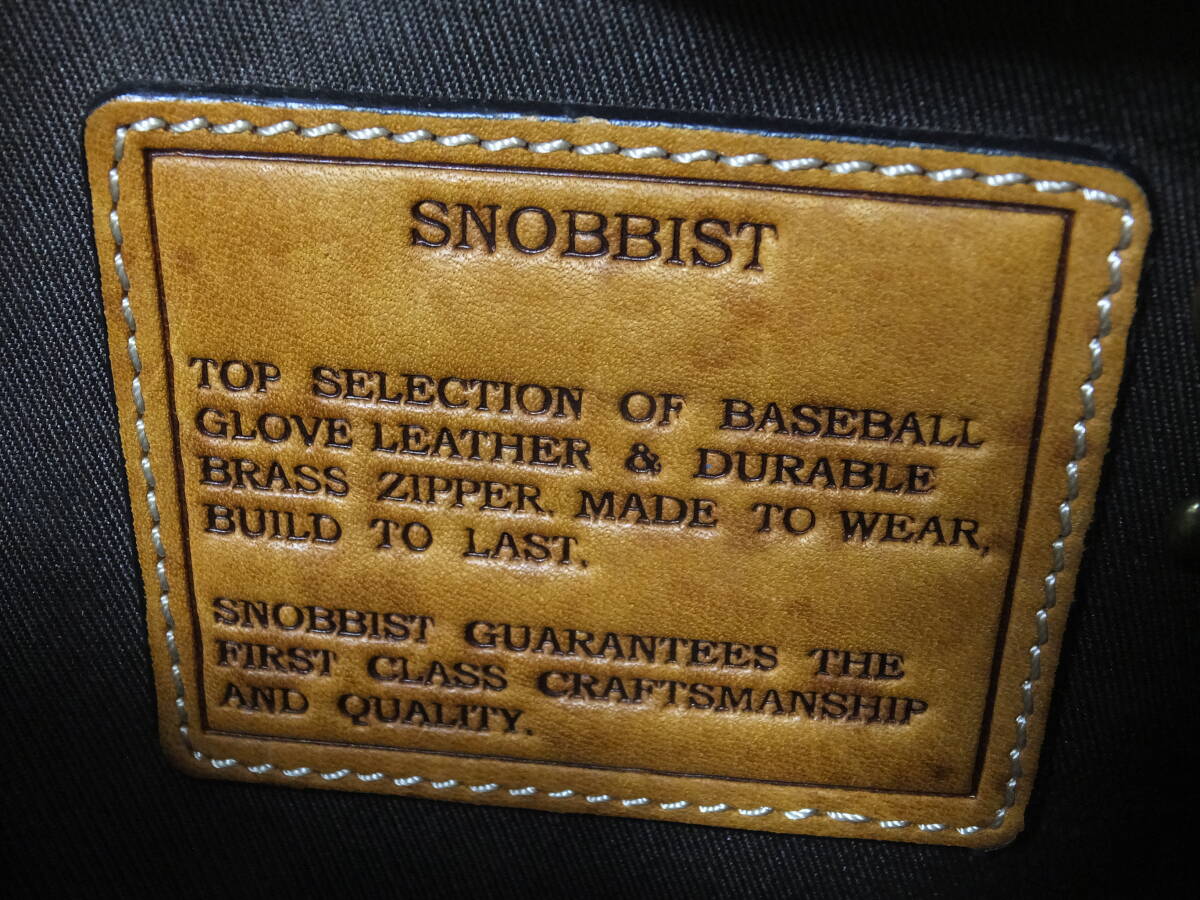 SNOBBIST
TOP SELECTION OF BASEBALL
GLOVE LEATHER & DURABLE
BRASS ZIPPER. MADE TO WEAR,
BUILD TO LAST.
SNOBBIST GUARANTEES THE
FIRST CLASS CRAFTSMANSHIP
AND QUALITY.